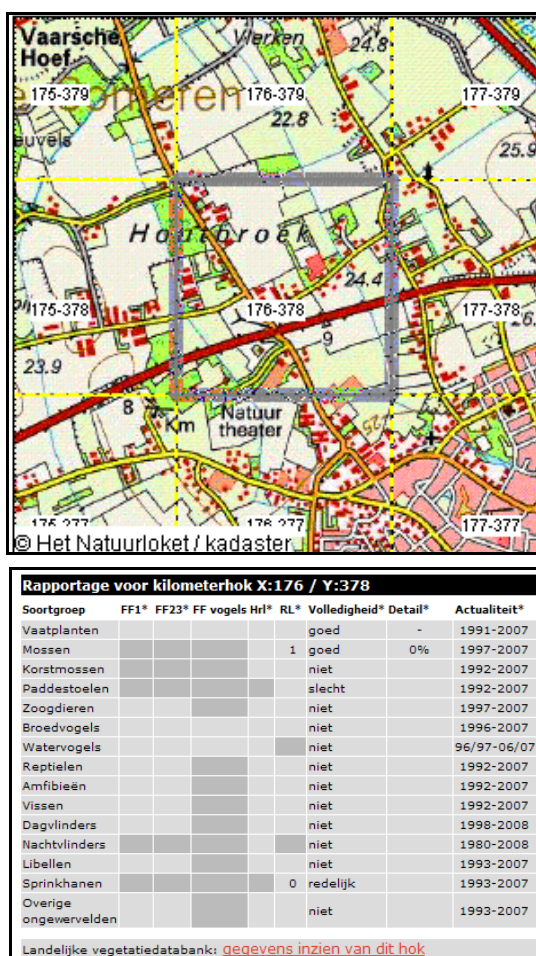 Vaarsche
Hoef
Vlerken
24.8
175-379
176-379
177-379
Someren
22.8
euvels
25.9
Houtbroek
24.4
175-378
176-378
177-378
23.9
9
8
Km
Natuur
theater
25
177-377
© Het Natuurloket / kadaster
Rapportage voor kilometerhok X:176 / Y:378
Soortgroep FF1* FF23* FF vogels Hrl* RL* Volledigheid* Detail* Actualiteit*
Vaatplanten goed - 1991-2007
Mossen 1 goed 0% 1997-2007
Korstmossen niet 1992-2007
Paddestoelen slecht 1992-2007
Zoogdieren niet 1997-2007
Broedvogels niet 1996-2007
Watervogels niet 96/97-06/07
Reptielen niet 1992-2007
Amfibieën niet 1992-2007
Vissen niet 1992-2007
Dagvlinders niet 1998-2008
Nachtvlinders niet 1980-2008
Libellen niet 1993-2007
Sprinkhanen 0 redelijk 1993-2007
Overige
ongewervelden niet 1993-2007
Landelijke vegetatiedatabank: gegevens inzien van dit hok